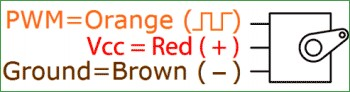 PWM=Orange (⎍⎍)
Vcc = Red (+)
Ground=Brown (−)